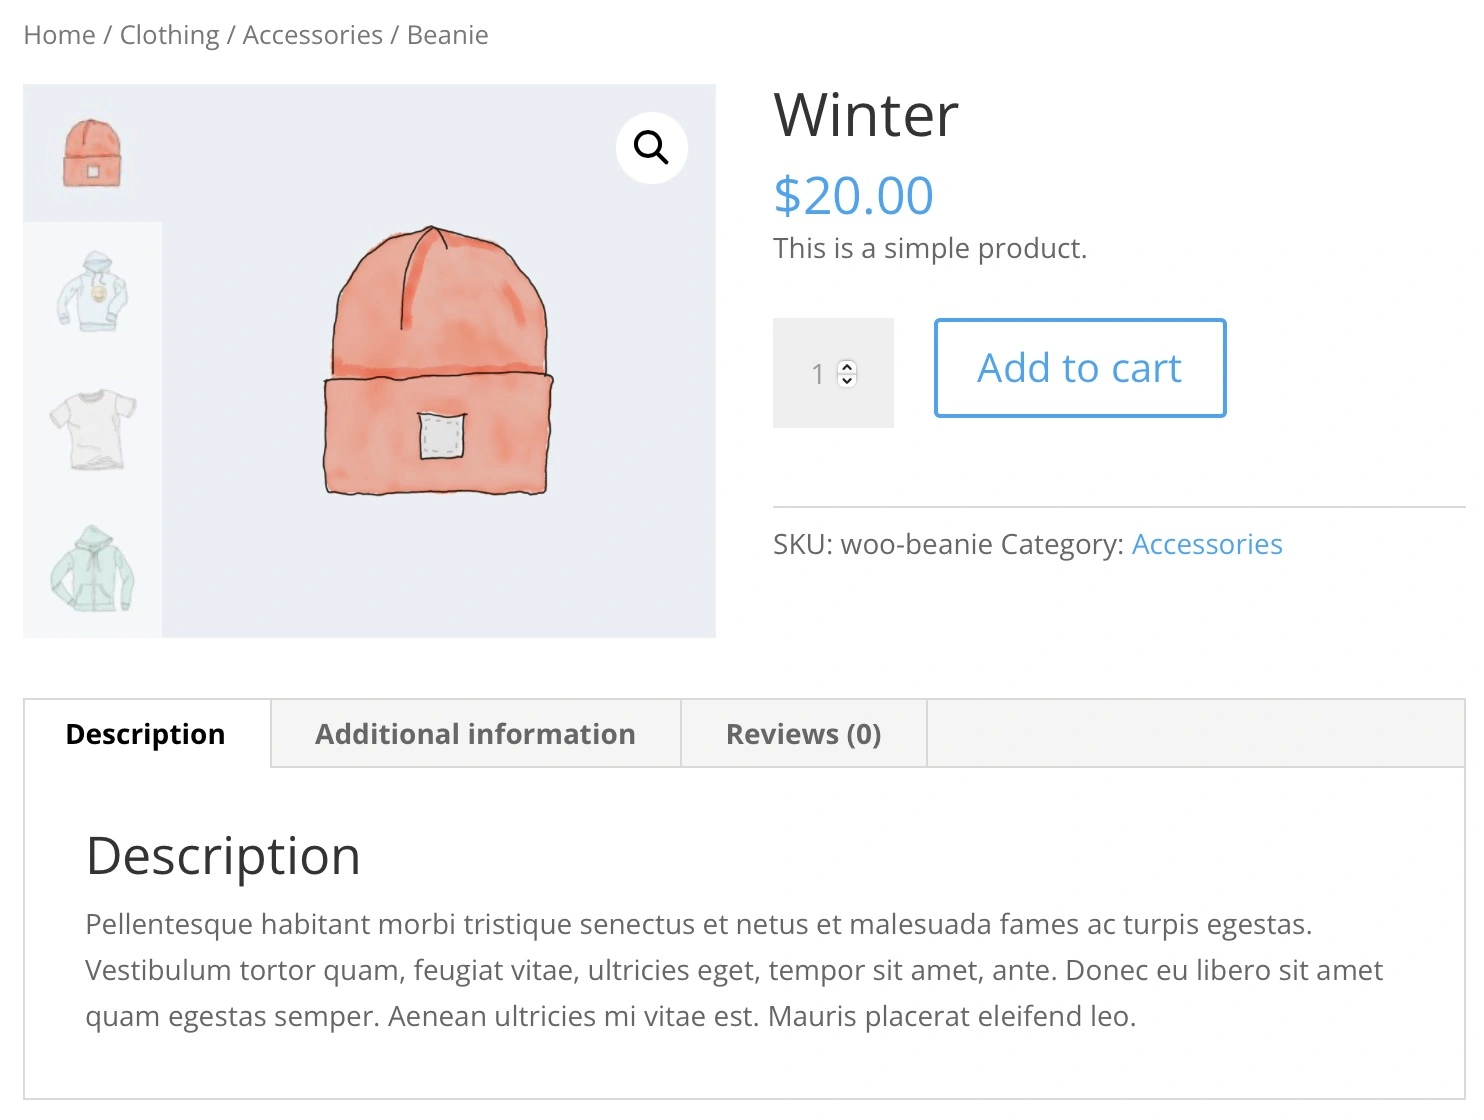 Home / Clothing / Accessories / Beanie
Winter
$20.00
This is a simple product.
1
Add to cart
SKU: woo-beanie Category: Accessories
Description
Additional information
Reviews (0)
Description
Pellentesque habitant morbi tristique senectus et netus et malesuada fames ac turpis egestas.
Vestibulum tortor quam, feugiat vitae, ultricies eget, tempor sit amet, ante. Donec eu libero sit amet
quam egestas semper. Aenean ultricies mi vitae est. Mauris placerat eleifend leo.